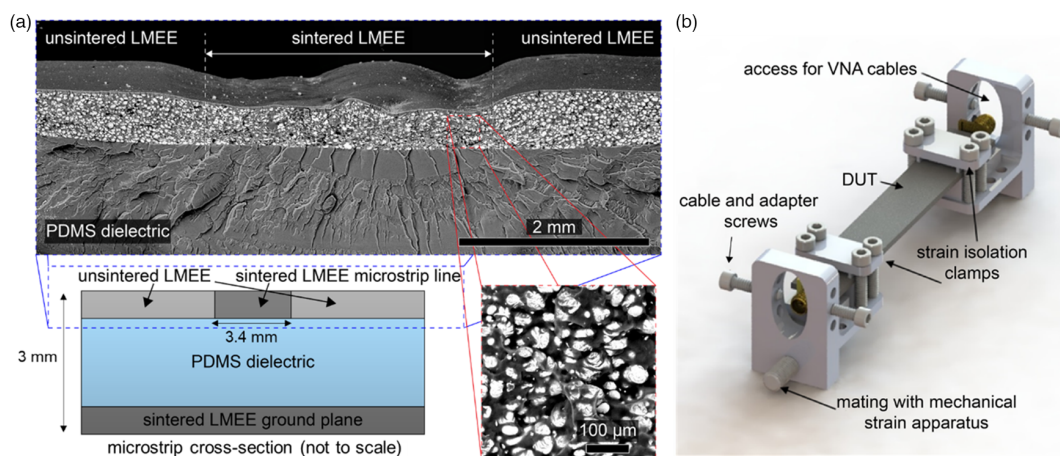 (a)
unsintered LMEE
sintered LMEE
unsintered LMEE
PDMS dielectric
2 mm
unsintered LMEE
sintered LMEE microstrip line
3.4 mm
3 mm
PDMS dielectric
sintered LMEE ground plane
microstrip cross-section (not to scale)
100 µm
(b)
access for VNA cables
DUT
cable and adapter
screws
strain isolation
clamps
mating with mechanical
strain apparatus